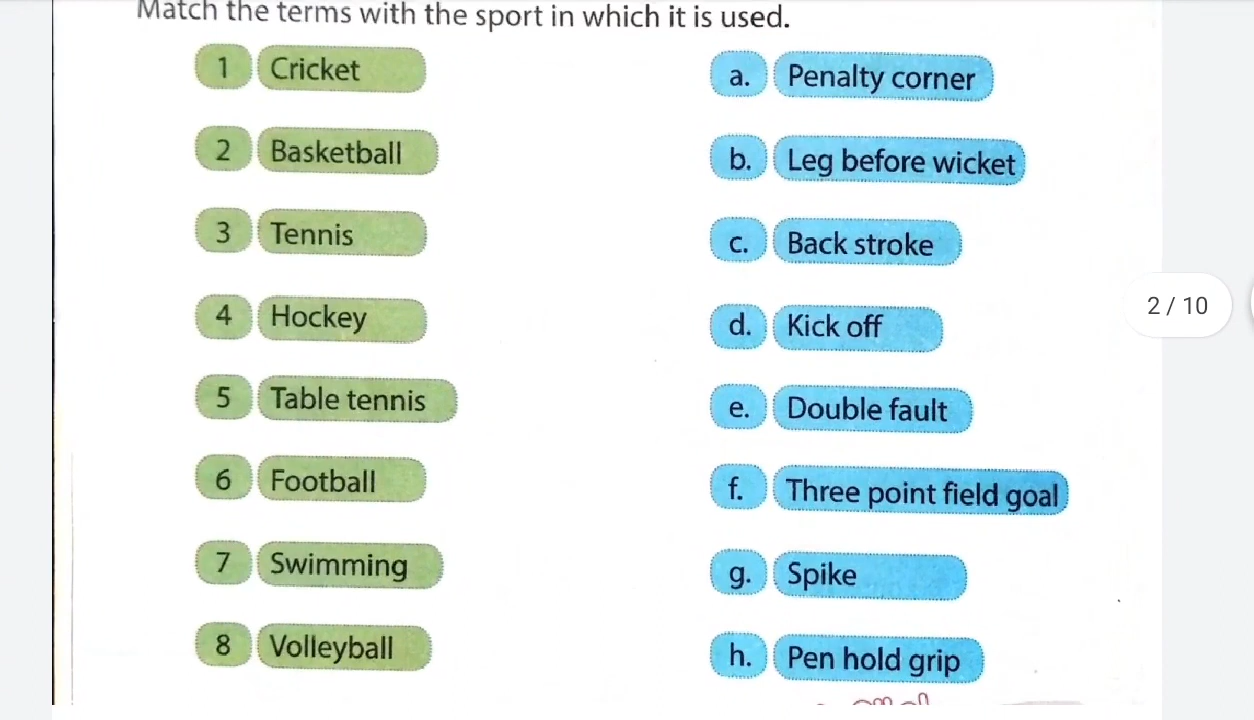 Match the terms with the sport in which it is used.
1 Cricket
a. Penalty corner
2 Basketball
b. Leg before wicket
3 Tennis
c. Back stroke
4 Hockey
d. Kick off
2 / 10
5 Table tennis
e. Double fault
6 Football
f. Three point field goal
7 Swimming
g. Spike
8 Volleyball
h. Pen hold grip